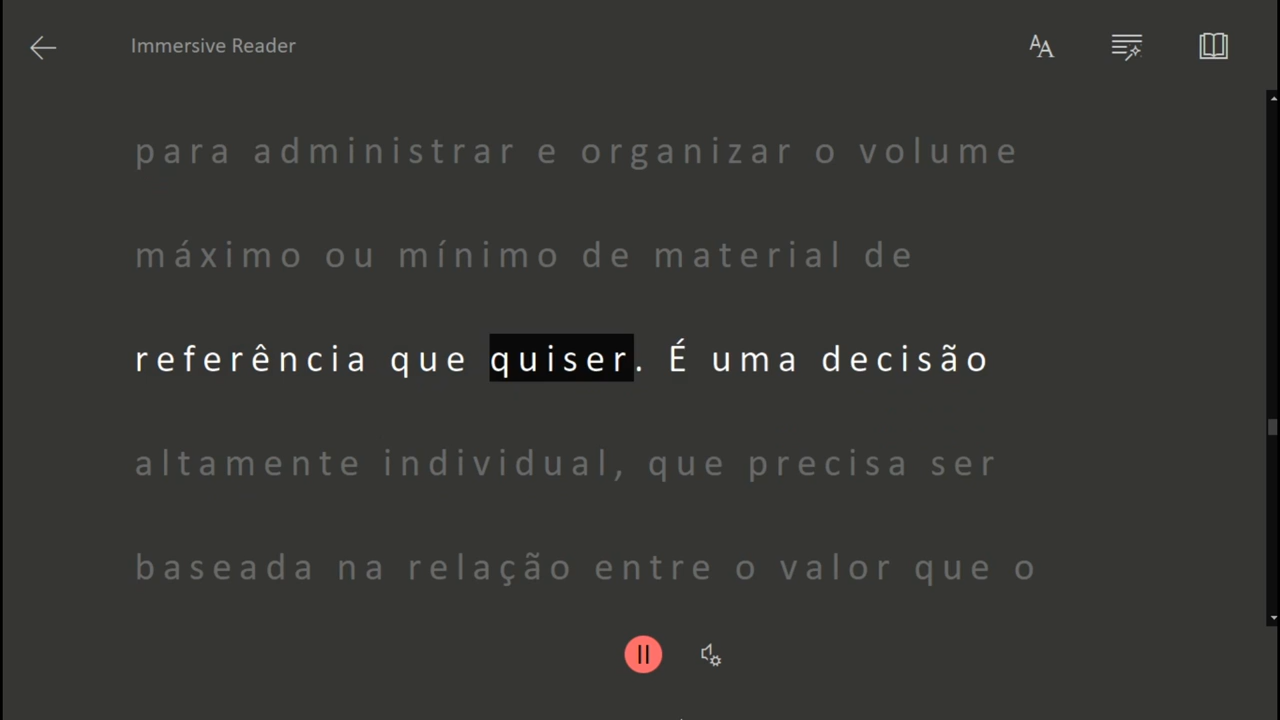 Immersive Reader
para administrar e organizar o volume
máximo ou mínimo de material de
referência que quiser. É uma decisão
altamente individual, que precisa ser
baseada na relação entre o valor que o